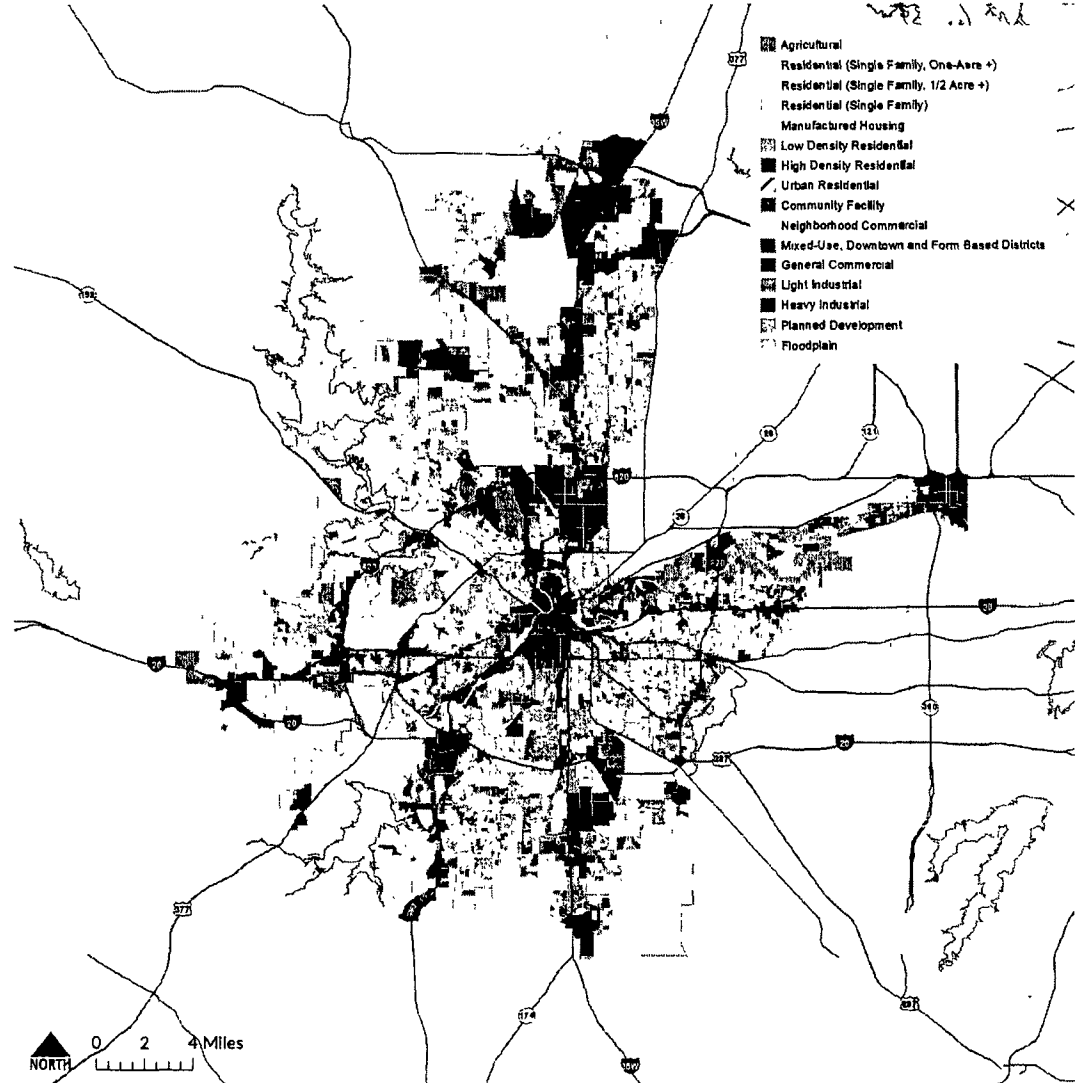 377
Agricultural
Residential (Single Family, One-Acre +)
Residential (Single Family, 1/2 Acre +)
Residential (Single Family)
Manufactured Housing
Low Density Residential
High Density Residential
Urban Residential
Community Facility
Neighborhood Commercial
Mixed-Use, Downtown and Form Based Districts
General Commercial
Light Industrial
Heavy Industrial
Planned Development
Floodplain
199
26
121
820
26
30
360
20
20
287
377
174
287
0 2 4 Miles
NORTH